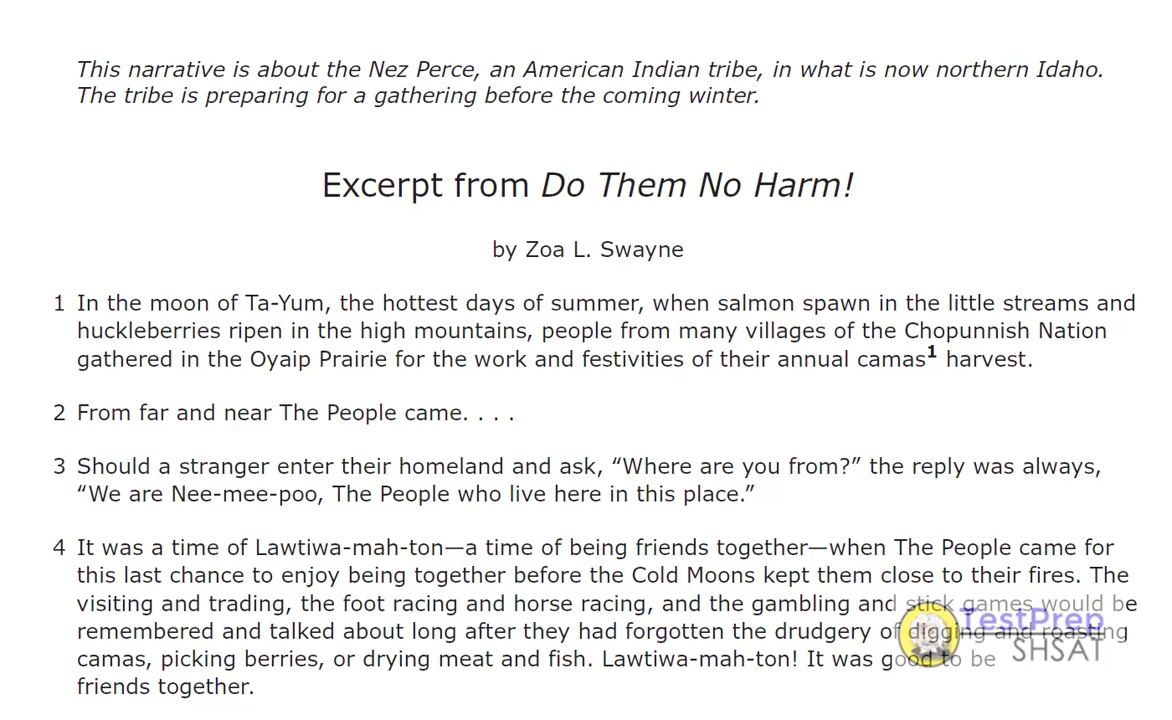 This narrative is about the Nez Perce, an American Indian tribe, in what is now northern Idaho.
The tribe is preparing for a gathering before the coming winter.
Excerpt from Do Them No Harm!
by Zoa L. Swayne
1 In the moon of Ta-Yum, the hottest days of summer, when salmon spawn in the little streams and
huckleberries ripen in the high mountains, people from many villages of the Chopunnish Nation
gathered in the Oyaip Prairie for the work and festivities of their annual camas1 harvest.
2 From far and near The People came. . . .
3 Should a stranger enter their homeland and ask, “Where are you from?” the reply was always,
“We are Nee-mee-poo, The People who live here in this place.”
4 It was a time of Lawtiwa-mah-ton—a time of being friends together—when The People came for
this last chance to enjoy being together before the Cold Moons kept them close to their fires. The
visiting and trading, the foot racing and horse racing, and the gambling and stick games would be
remembered and talked about long after they had forgotten the drudgery of digging and roasting
camas, picking berries, or drying meat and fish. Lawtiwa-mah-ton! It was good to be
friends together.
TestPrep
SHSAT